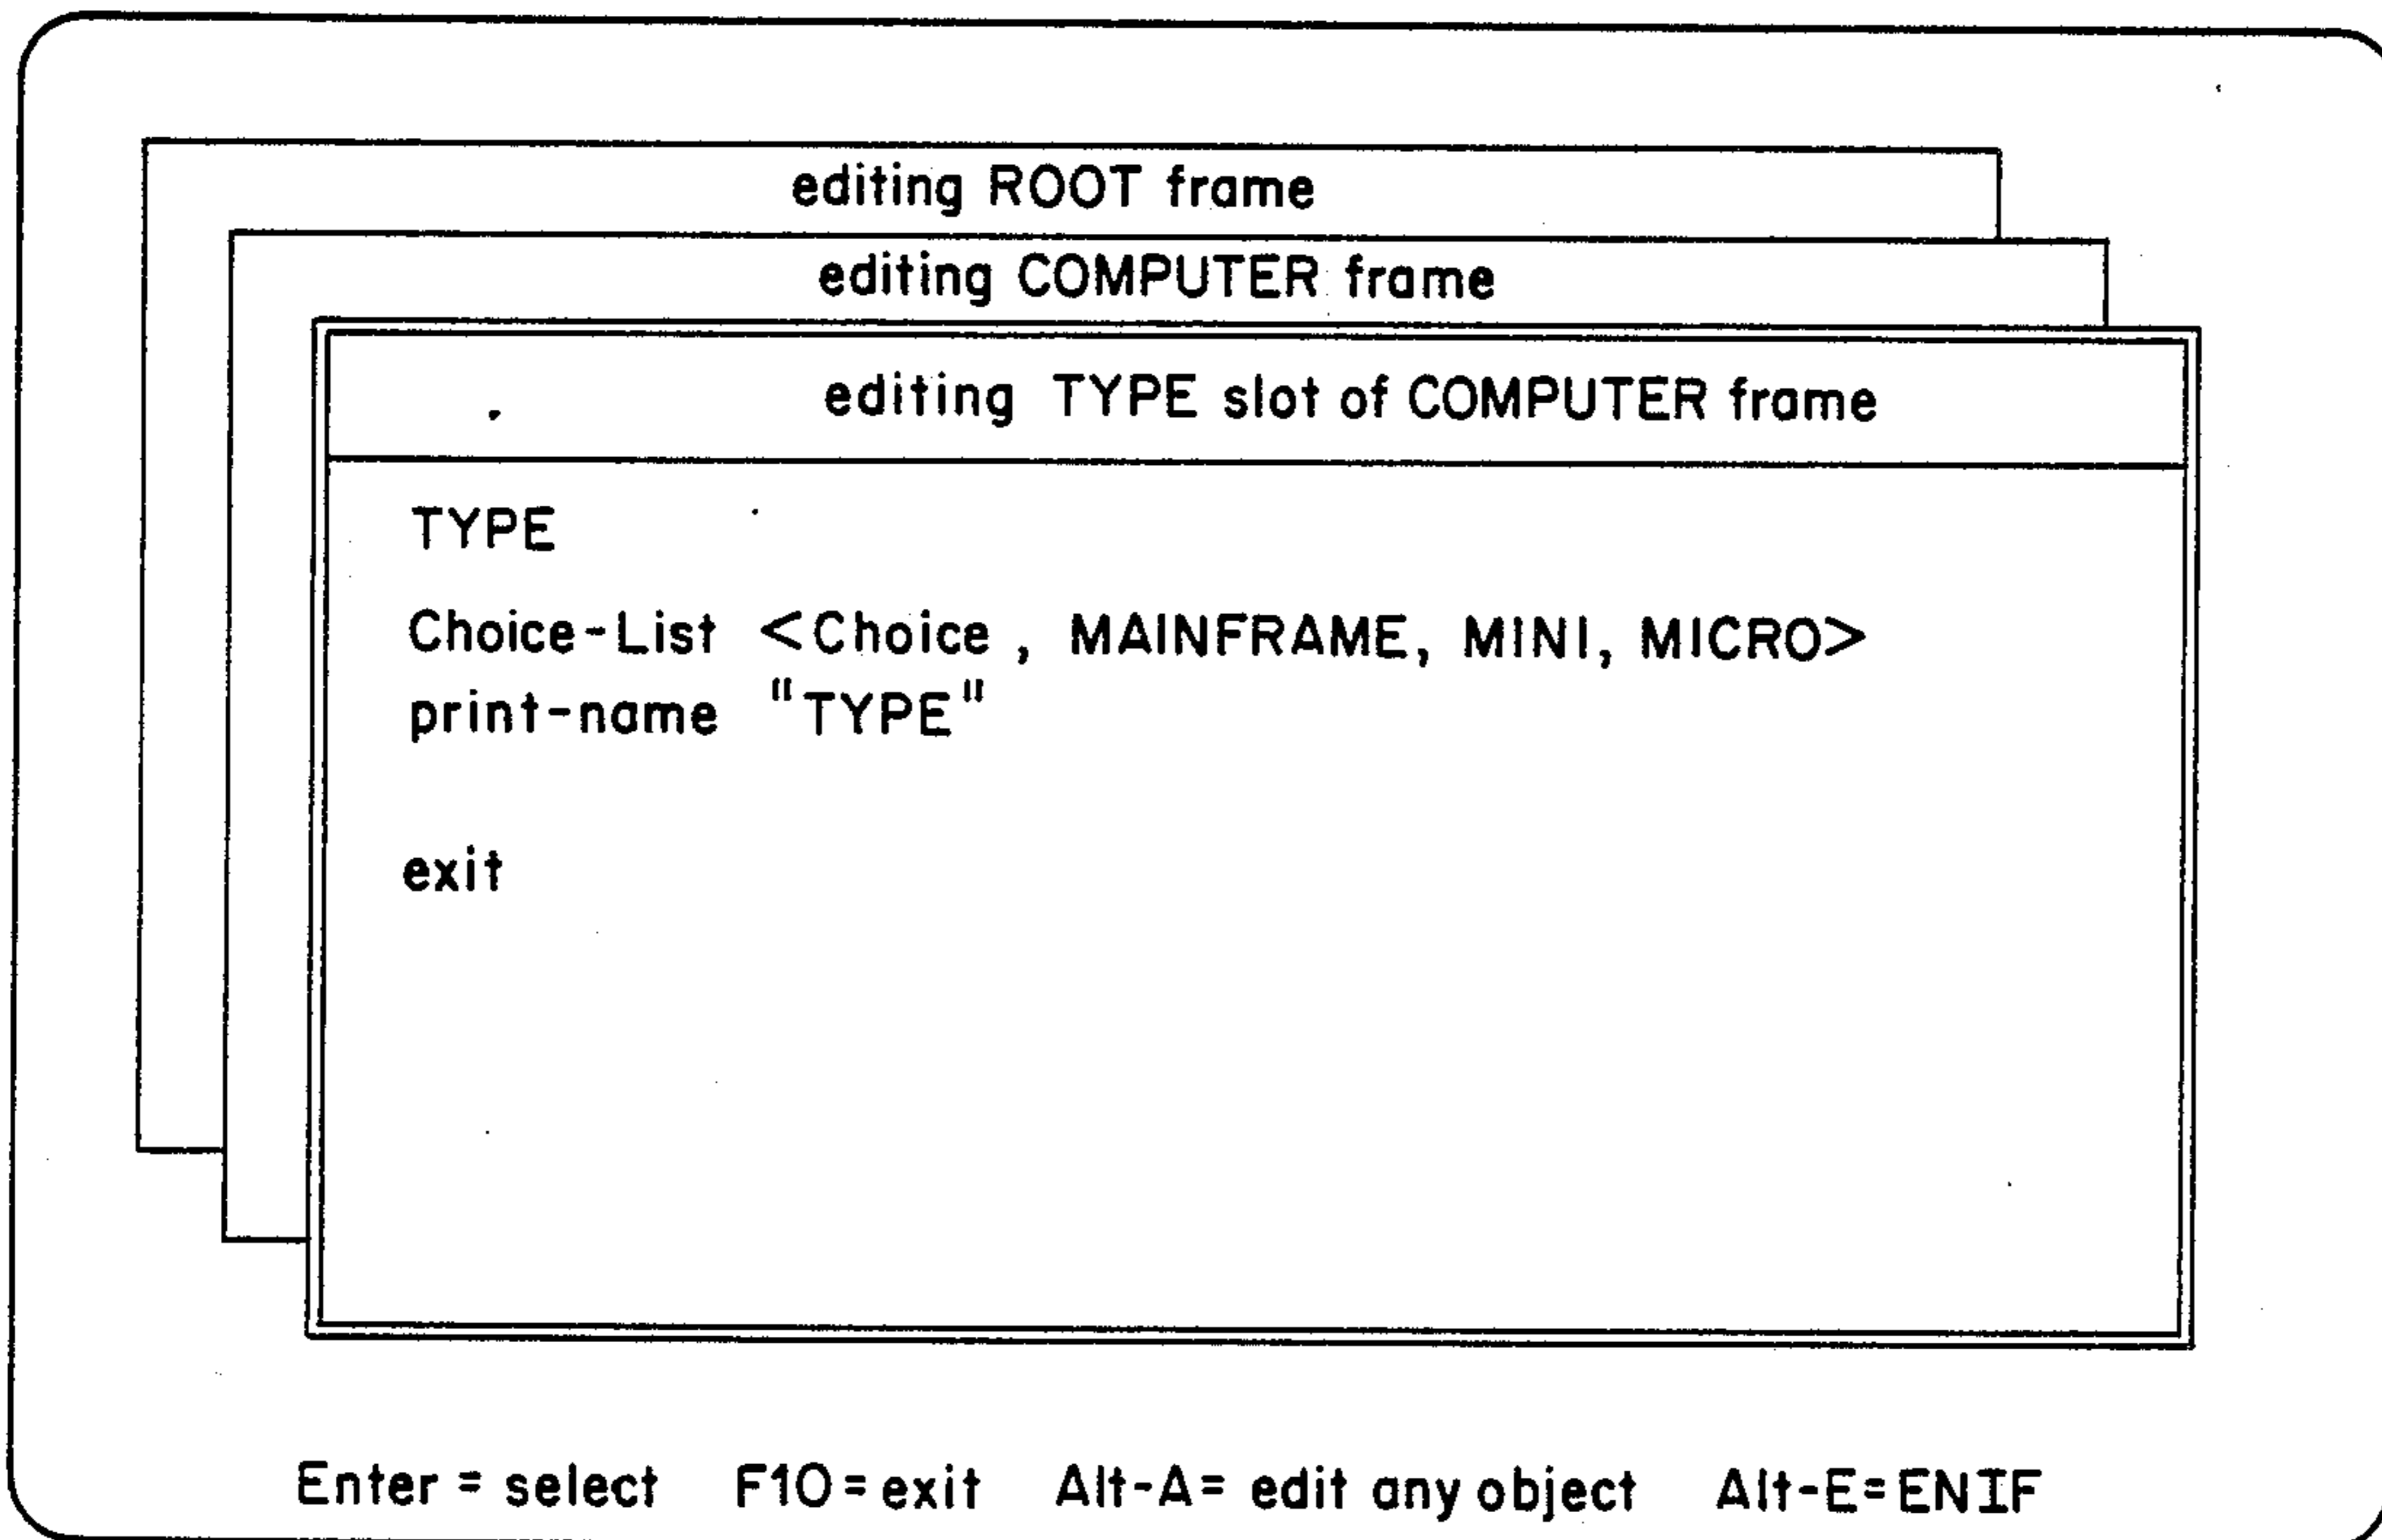 editing ROOT frame
editing COMPUTER frame
editing TYPE slot of COMPUTER frame
TYPE
Choice-List <Choice, MAINFRAME, MINI, MICRO>
print-name "TYPE"
exit
Enter = select F10 = exit Alt-A= edit any object Alt-E=ENIF